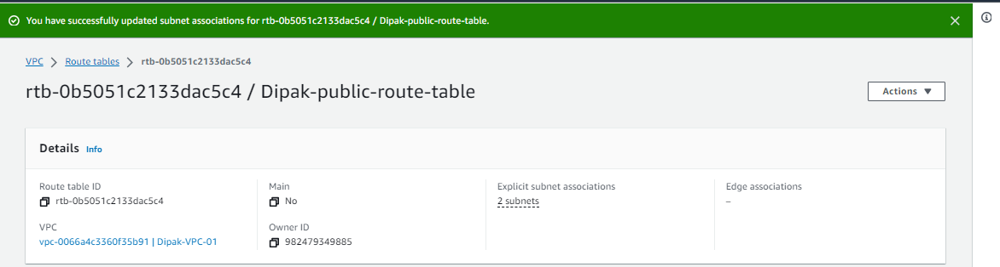 You have successfully updated subnet associations for rtb-0b5051c2133dac5c4 / Dipak-public-route-table.
VPC > Route tables > rtb-0b5051c2133dac5c4
rtb-0b5051c2133dac5c4 / Dipak-public-route-table
Actions
Details Info
Route table ID
rtb-0b5051c2133dac5c4
Main
No
Explicit subnet associations
2 subnets
Edge associations
–
VPC
vpc-0066a4c3360f35b91 | Dipak-VPC-01
Owner ID
982479349885